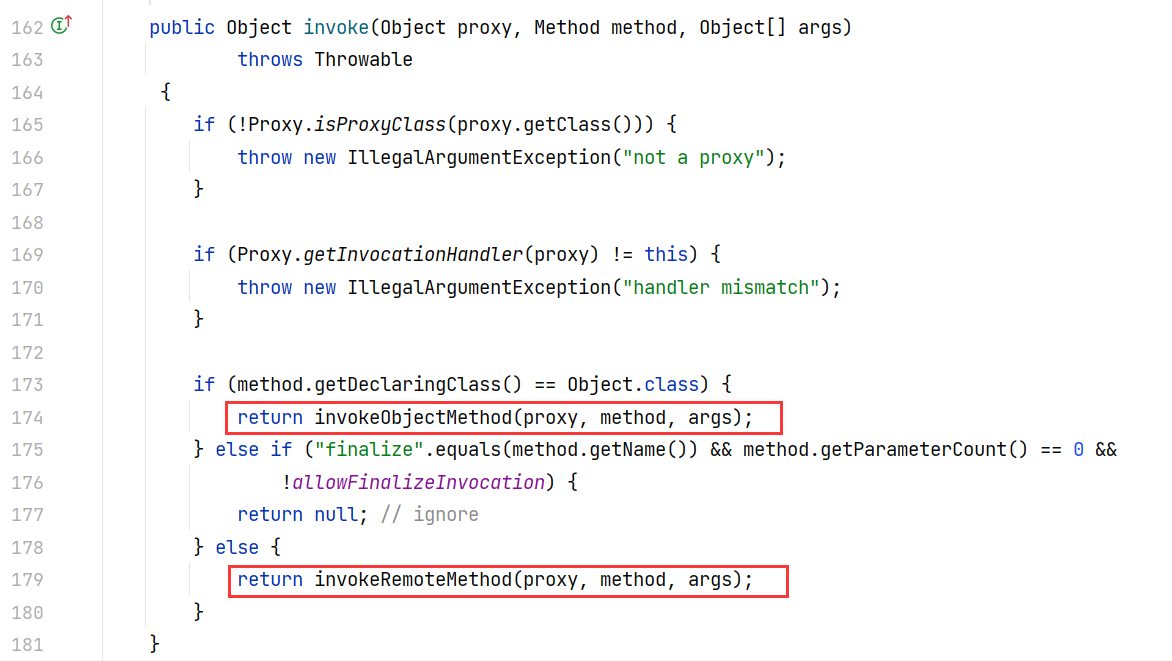 162 public Object invoke(Object proxy, Method method, Object[] args)
163 throws Throwable
164 {
165 if (!Proxy.isProxyClass(proxy.getClass())) {
166 throw new IllegalArgumentException("not a proxy");
167 }
168
169 if (Proxy.getInvocationHandler(proxy) != this) {
170 throw new IllegalArgumentException("handler mismatch");
171 }
172
173 if (method.getDeclaringClass() == Object.class) {
174 return invokeObjectMethod(proxy, method, args);
175 } else if ("finalize".equals(method.getName()) && method.getParameterCount() == 0 &&
176 !allowFinalizeInvocation) {
177 return null; // ignore
178 } else {
179 return invokeRemoteMethod(proxy, method, args);
180 }
181 }